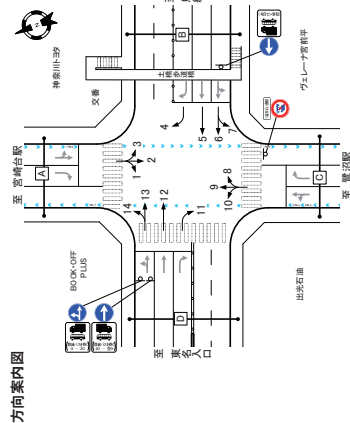 方向案内図
神奈川トヨタ
交番
土橋歩道橋
ヴェレーナ宮前平
至 宮崎台駅
至 鷺沼駅
BOOK・OFF
PLUS
出光石油
至 東名入口
A
B
C
D
1
2
3
4
5
6
7
8
9
10
11
12
13
14